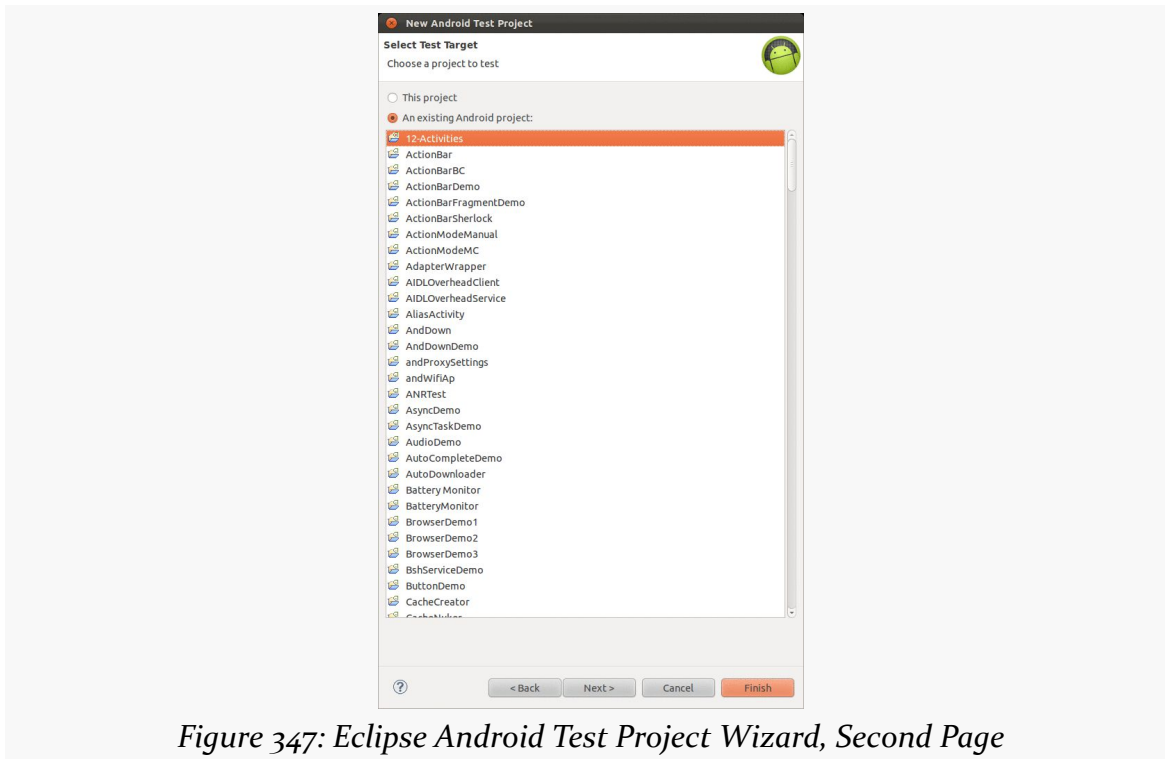 New Android Test Project
Select Test Target
Choose a project to test
This project
An existing Android project:
12-Activities
ActionBar
ActionBarBC
ActionBarDemo
ActionBarFragmentDemo
ActionBarSherlock
ActionModeManual
ActionModeMC
AdapterWrapper
AIDLOverheadClient
AIDLOverheadService
AliasActivity
AndDown
AndDownDemo
andProxySettings
andWifiAp
ANRTest
AsyncDemo
AsyncTaskDemo
AudioDemo
AutoCompleteDemo
AutoDownloader
Battery Monitor
BatteryMonitor
BrowserDemo1
BrowserDemo2
BrowserDemo3
BshServiceDemo
ButtonDemo
CacheCreator
? < Back Next > Cancel Finish
Figure 347: Eclipse Android Test Project Wizard, Second Page